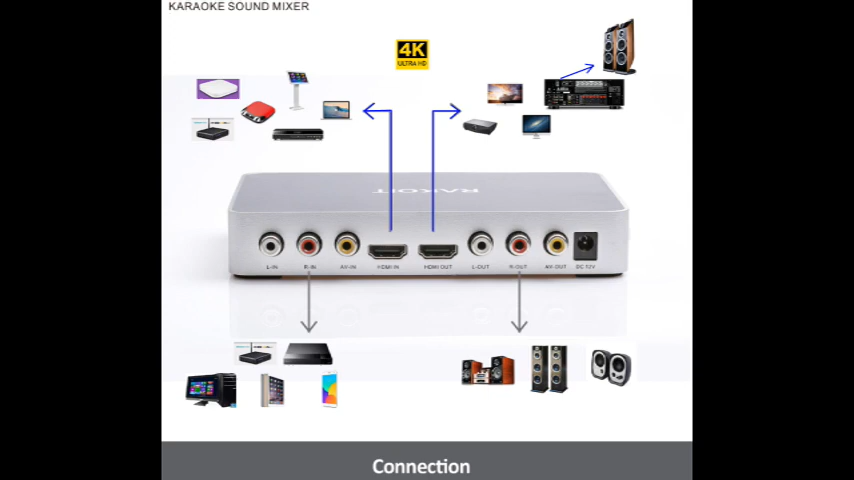 KARAOKE SOUND MIXER
4K
ULTRA HD
RAKOIT
L-IN R-IN AV-IN HDMI IN HDMI OUT L-OUT R-OUT AV-OUT DC 12V
Connection